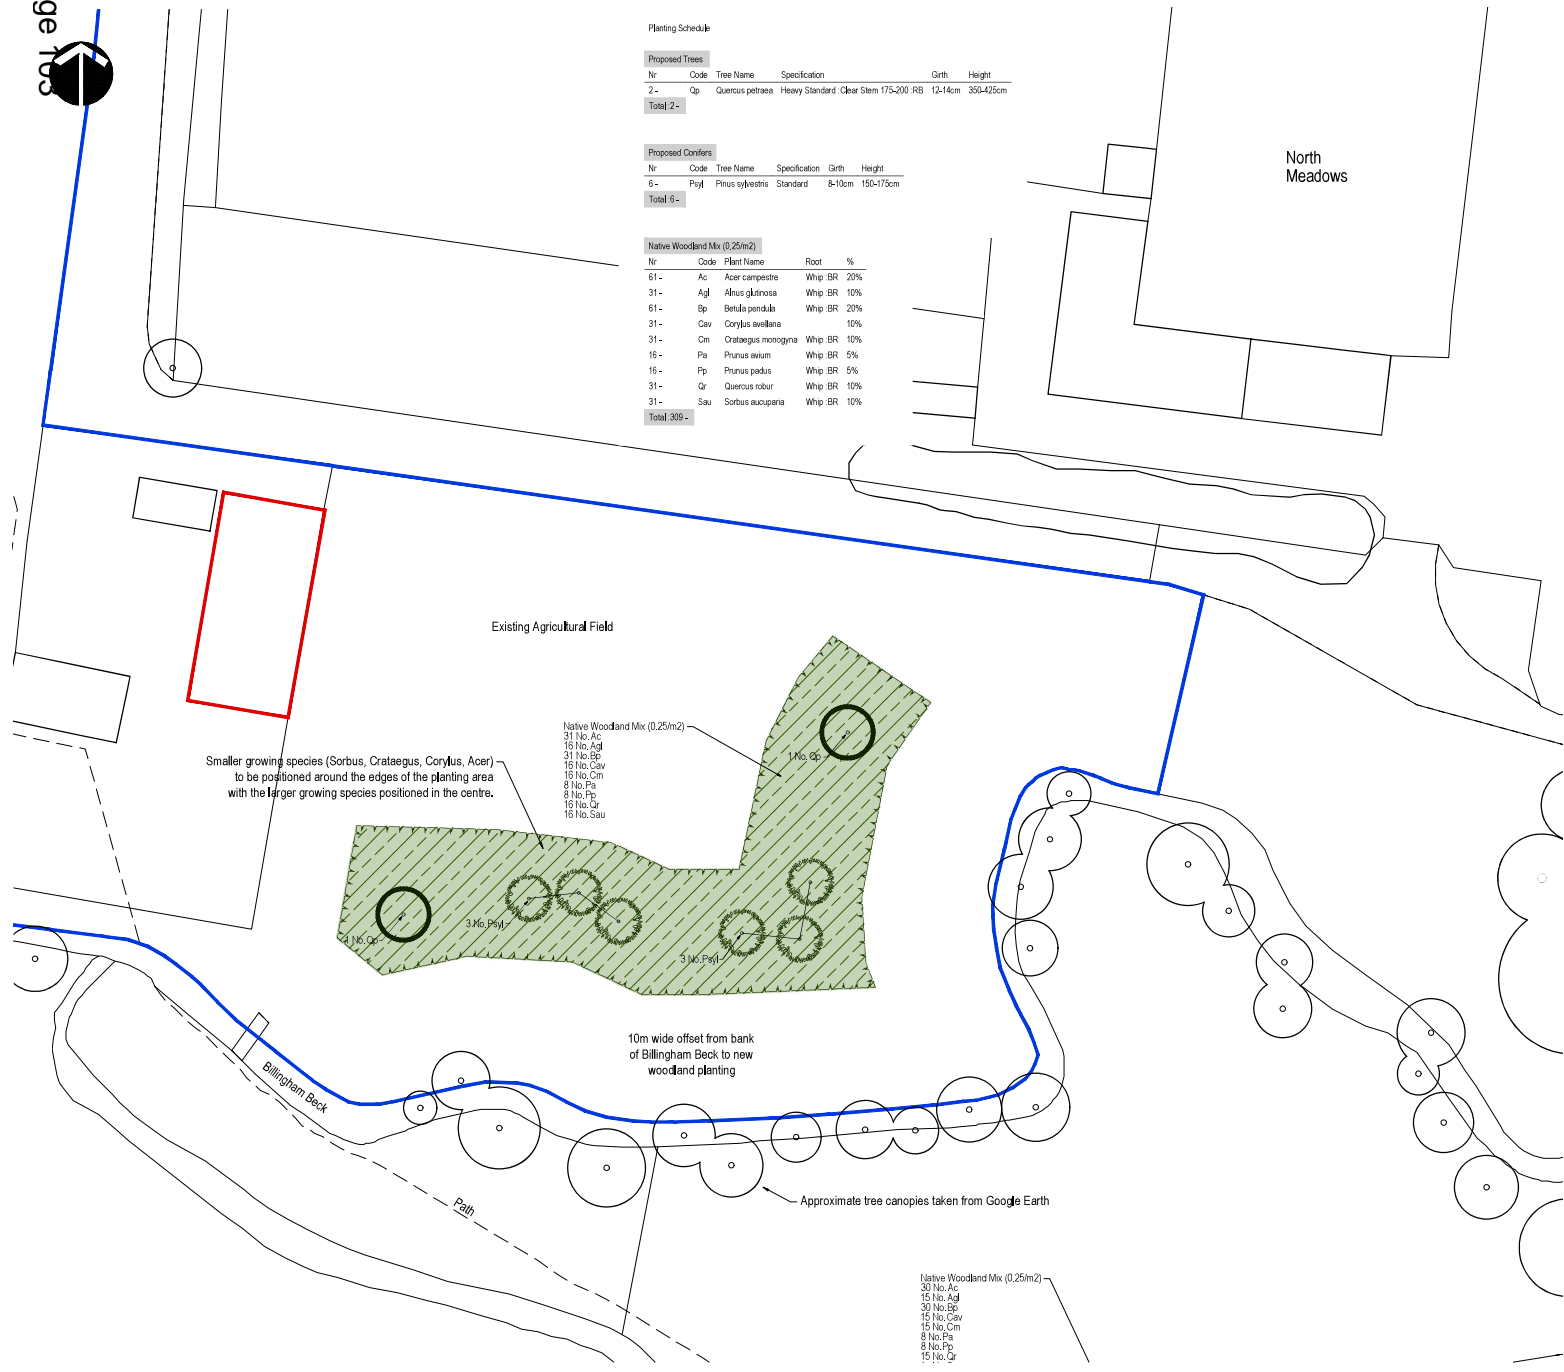 ge 103
Planting Schedule
Proposed Trees
Nr Code Tree Name Specification Girth Height
2 - Qp Quercus petraea Heavy Standard :Clear Stem 175-200 :RB 12-14cm 350-425cm
Total :2 -
Proposed Conifers
Nr Code Tree Name Specification Girth Height
6 - Psyl Pinus sylvestris Standard 8-10cm 150-175cm
Total :6 -
Native Woodland Mix (0.25/m2)
Nr Code Plant Name Root %
61 - Ac Acer campestre Whip :BR 20%
31 - Agl Alnus glutinosa Whip :BR 10%
61 - Bp Betula pendula Whip :BR 20%
31 - Cav Corylus avellana 10%
31 - Cm Crataegus monogyna Whip :BR 10%
16 - Pa Prunus avium Whip :BR 5%
16 - Pp Prunus padus Whip :BR 5%
31 - Qr Quercus robur Whip :BR 10%
31 - Sau Sorbus aucuparia Whip :BR 10%
Total :309 -
North
Meadows
Existing Agricultural Field
Native Woodland Mix (0.25/m2)
31 No. Ac
16 No. Agl
31 No. Bp
16 No. Cav
16 No. Cm
8 No. Pa
8 No. Pp
16 No. Qr
16 No. Sau
1 No. Qp
Smaller growing species (Sorbus, Crataegus, Corylus, Acer)
to be positioned around the edges of the planting area
with the larger growing species positioned in the centre.
3 No. Psyl
1 No. Qp
3 No. Psyl
10m wide offset from bank
of Billingham Beck to new
woodland planting
Billingham Beck
Path
Approximate tree canopies taken from Google Earth
Native Woodland Mix (0.25/m2)
30 No. Ac
15 No. Agl
30 No. Bp
15 No. Cav
15 No. Cm
8 No. Pa
8 No. Pp
15 No. Qr